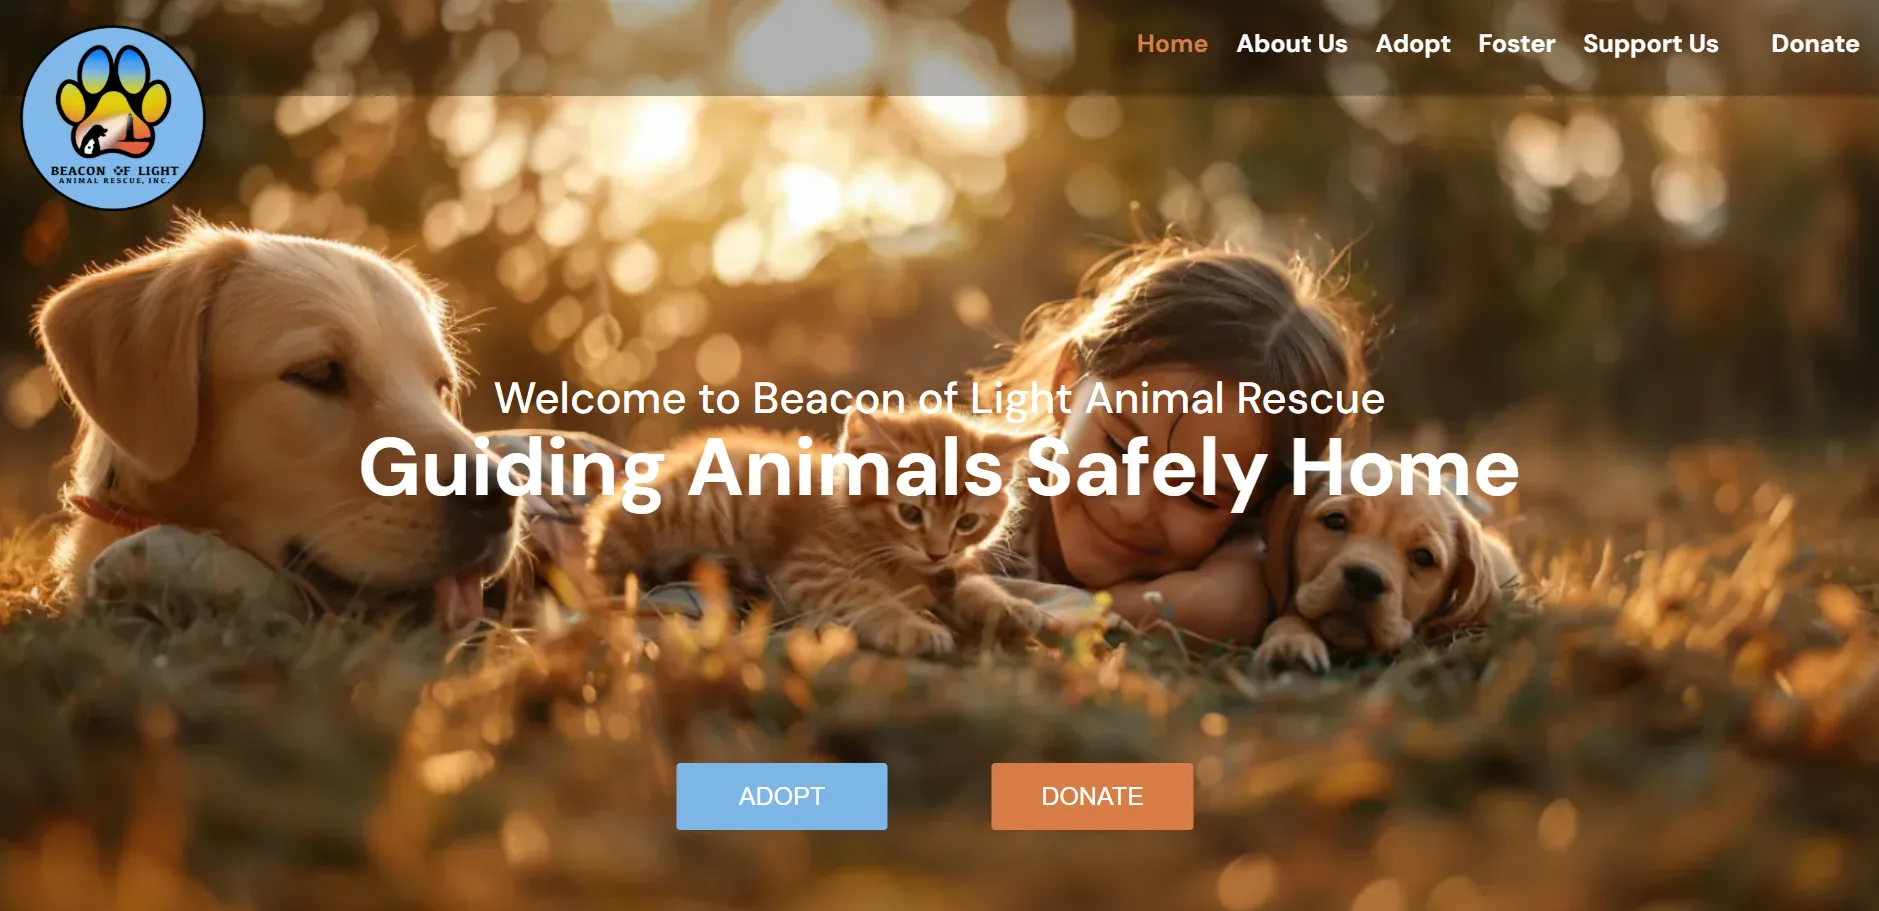 Home About Us Adopt Foster Support Us Donate
BEACON OF LIGHT
ANIMAL RESCUE, INC.
Welcome to Beacon of Light Animal Rescue
Guiding Animals Safely Home
ADOPT DONATE